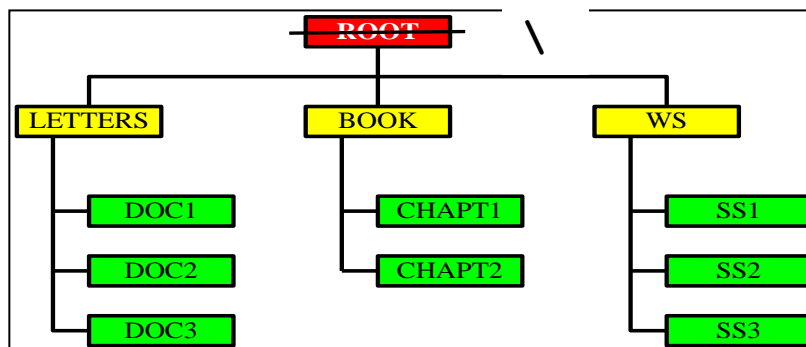 ROOT \
LETTERS BOOK WS
DOC1 CHAPT1 SS1
DOC2 CHAPT2 SS2
DOC3 SS3